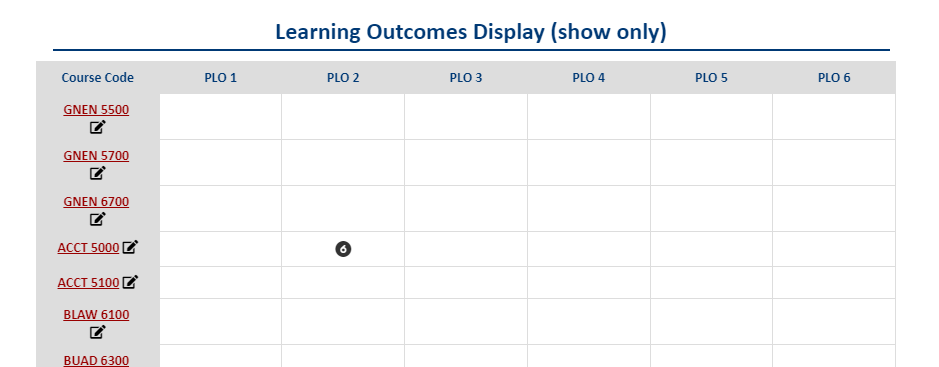 Learning Outcomes Display (show only)
Course Code PLO 1 PLO 2 PLO 3 PLO 4 PLO 5 PLO 6
GNEN 5500
GNEN 5700
GNEN 6700
ACCT 5000 6
ACCT 5100
BLAW 6100
BUAD 6300